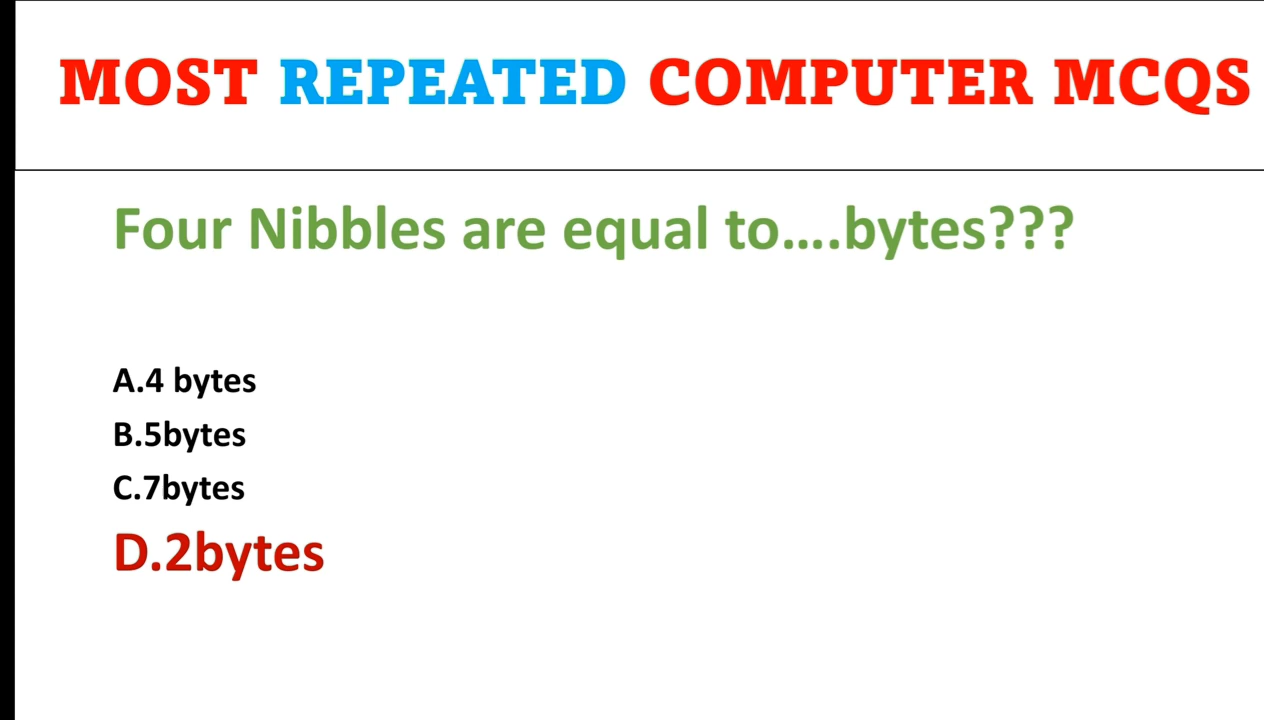 MOST REPEATED COMPUTER MCQS
Four Nibbles are equal to....bytes???
A.4 bytes
B.5bytes
C.7bytes
D.2bytes